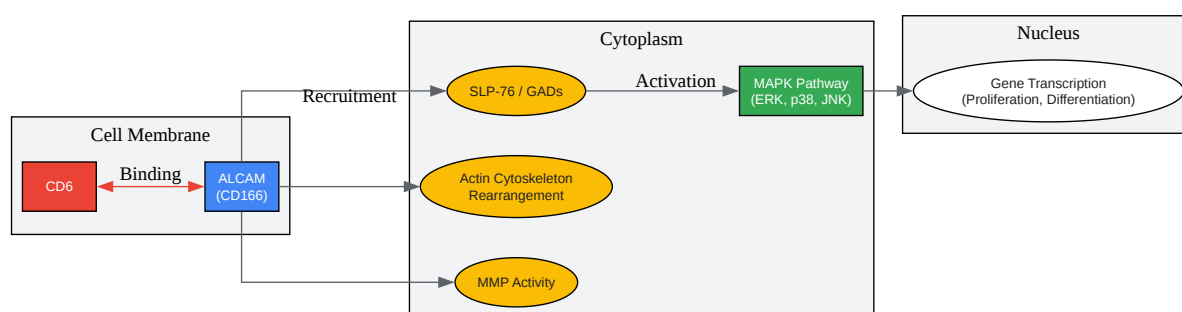 Cell Membrane
CD6
Binding
ALCAM
(CD166)
Recruitment
Cytoplasm
SLP-76 / GADs
Activation
MAPK Pathway
(ERK, p38, JNK)
Actin Cytoskeleton
Rearrangement
MMP Activity
Nucleus
Gene Transcription
(Proliferation, Differentiation)